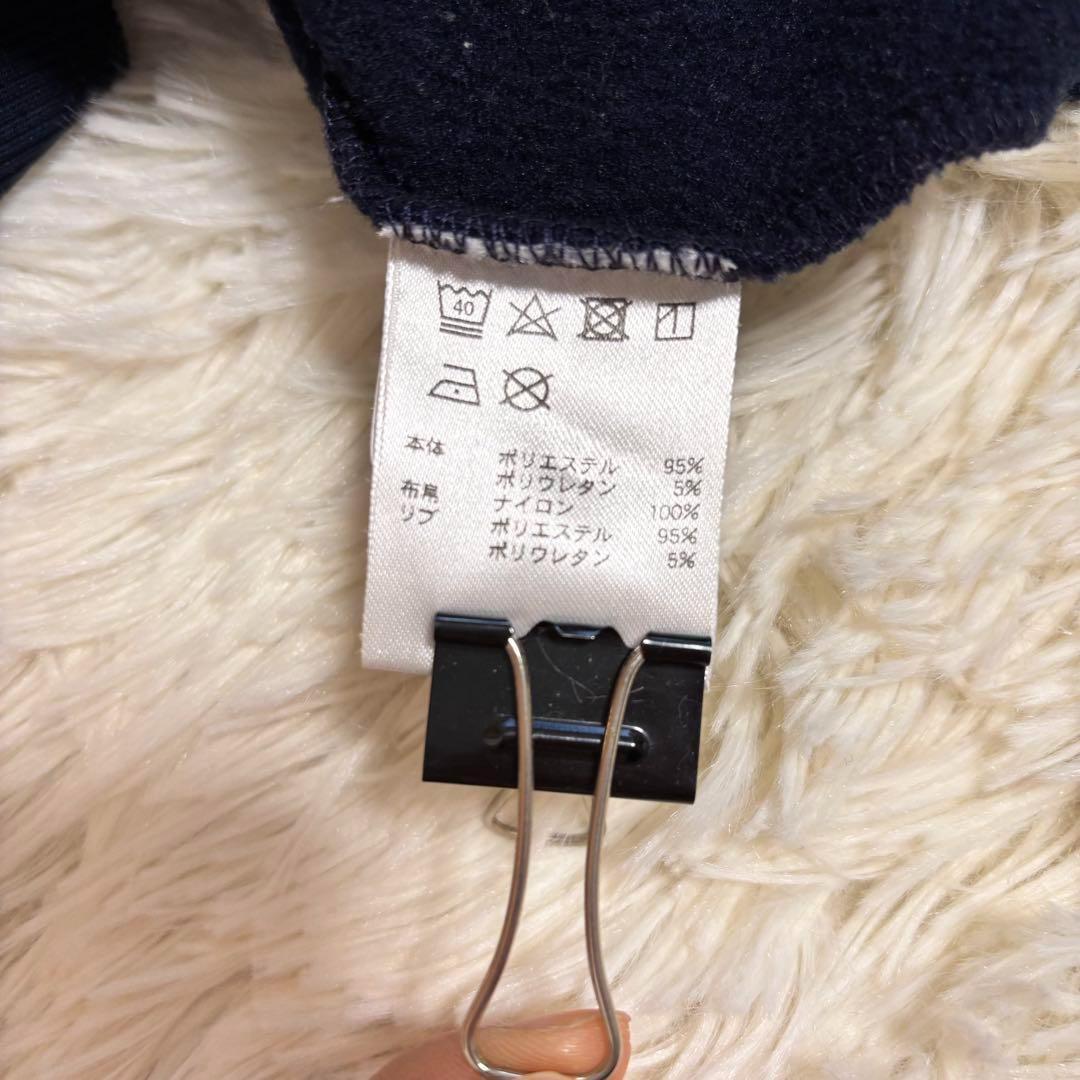 40
本体 ポリエステル 95%
ポリウレタン 5%
布帛 ナイロン 100%
リブ ポリエステル 95%
ポリウレタン 5%